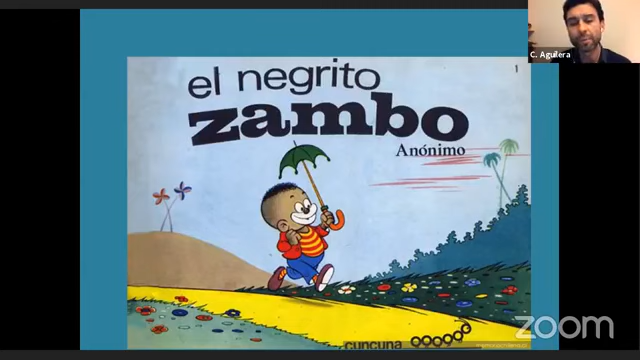 C. Aguilera
el negrito
1
zambo
Anónimo
cuncuna
zoom